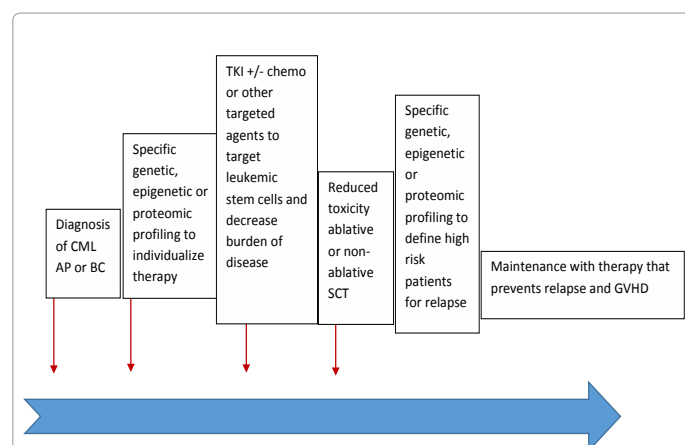 Diagnosis
of CML
AP or BC
Specific
genetic,
epigenetic or
proteomic
profiling to
individualize
therapy
TKI +/- chemo
or other
targeted
agents to
target
leukemic
stem cells and
decrease
burden of
disease
Reduced
toxicity
ablative
or non-
ablative
SCT
Specific
genetic,
epigenetic
or
proteomic
profiling to
define high
risk
patients
for relapse
Maintenance with therapy that
prevents relapse and GVHD